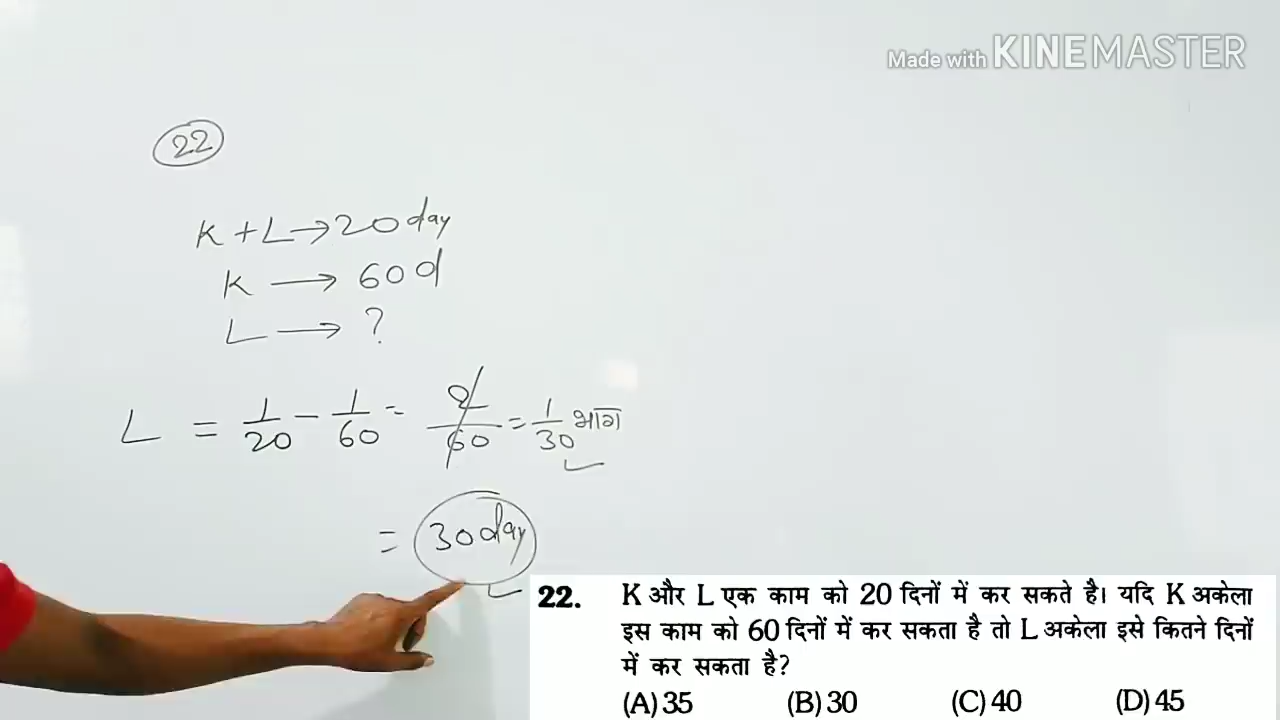 Made with KINEMASTER
22
K + L → 20 day
K → 60 d
L → ?
L = 1/20 - 1/60 = 2/60 = 1/30 भाग
= 30 day
22. K और L एक काम को 20 दिनों में कर सकते है। यदि K अकेला
इस काम को 60 दिनों में कर सकता है तो L अकेला इसे कितने दिनों
में कर सकता है?
(A) 35 (B) 30 (C) 40 (D) 45